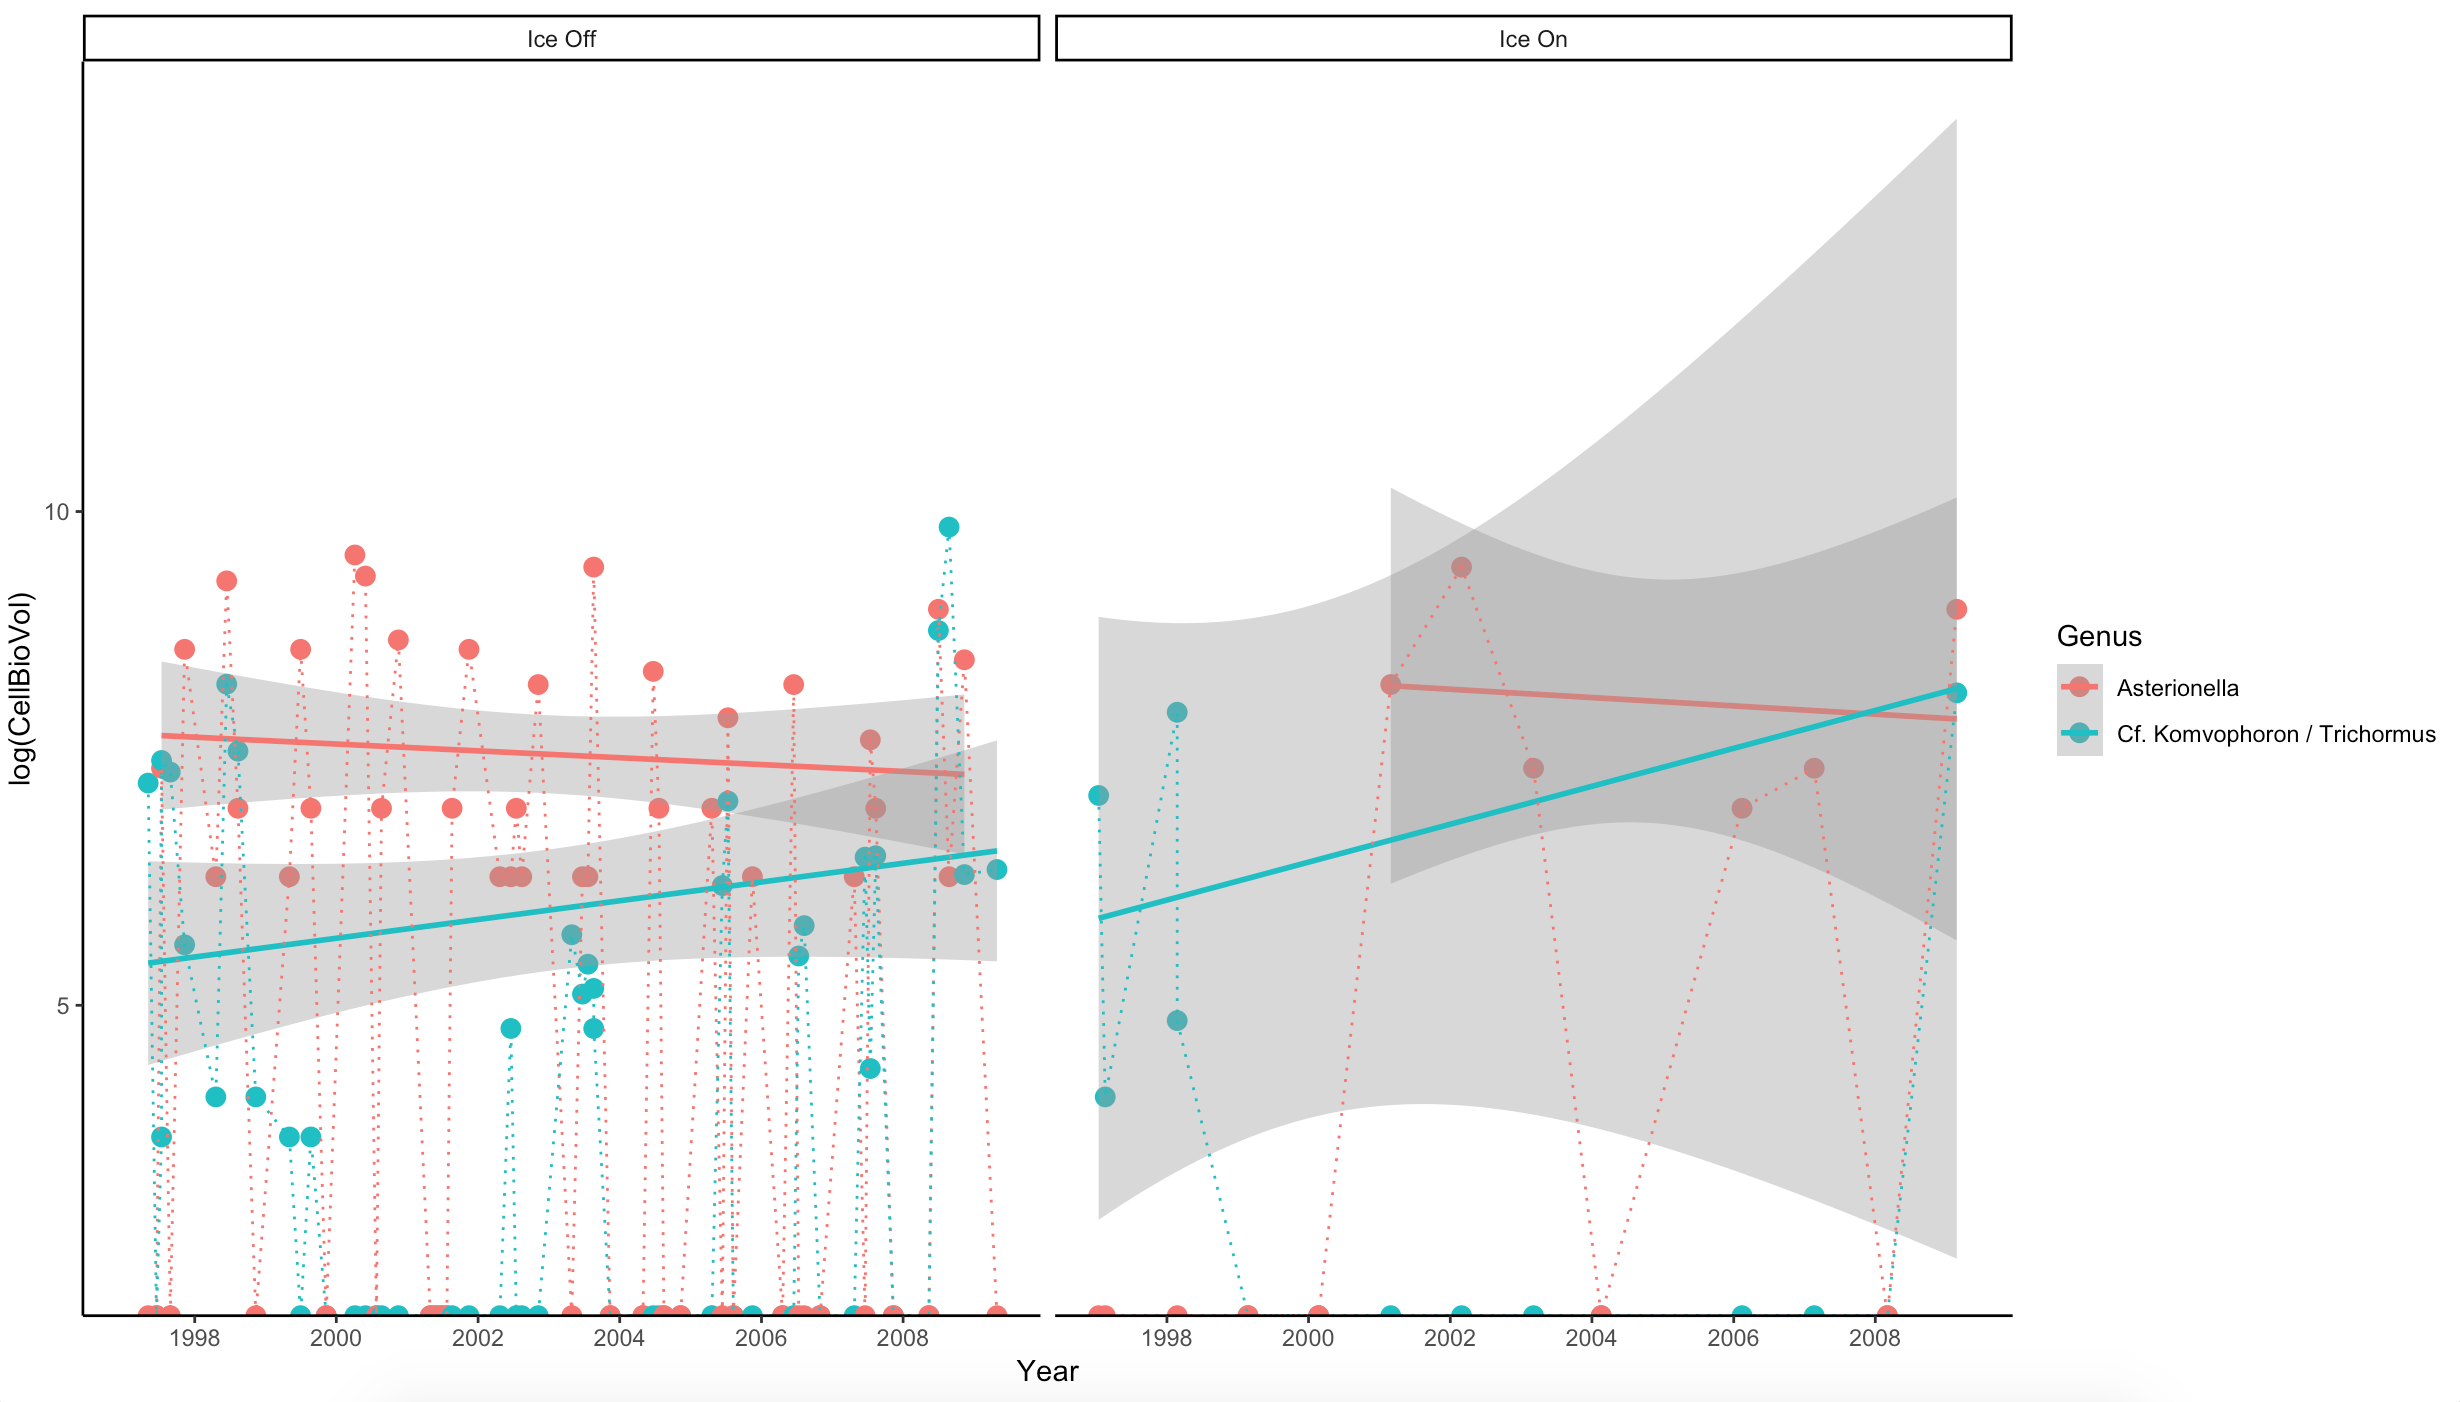 Ice Off
Ice On
10
5
log(CellBioVol)
1998 2000 2002 2004 2006 2008
1998 2000 2002 2004 2006 2008
Year
Genus
Asterionella
Cf. Komvophoron / Trichormus